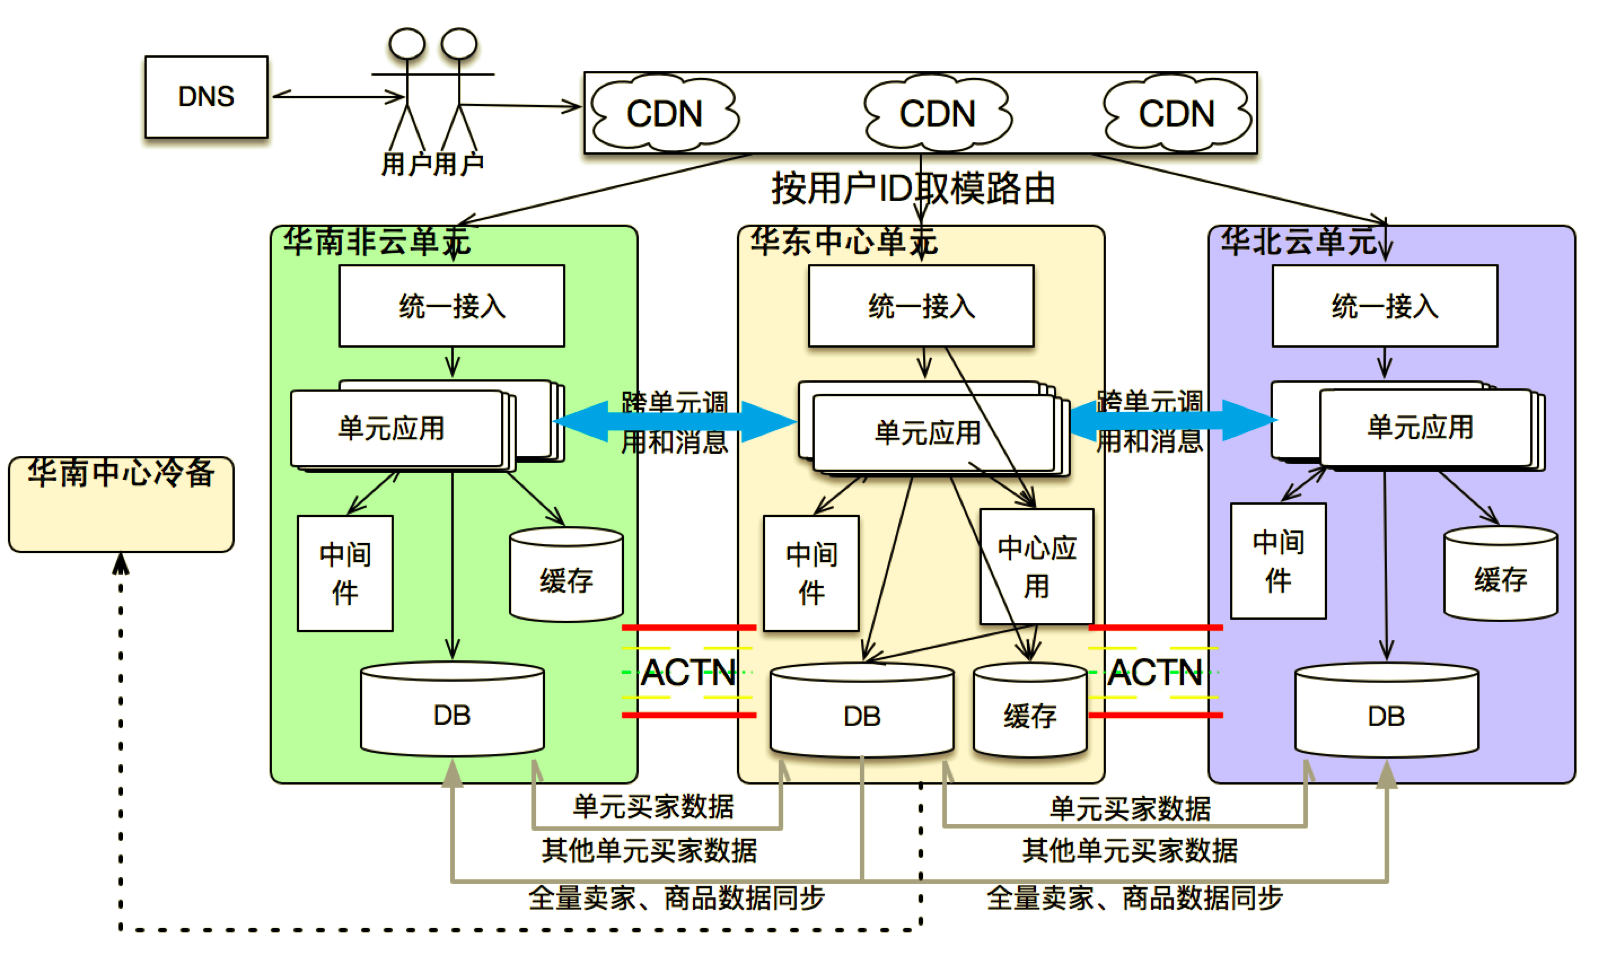 DNS
用户用户
CDN
CDN
CDN
按用户ID取模路由
华南非云单元
华东中心单元
华北云单元
统一接入
统一接入
统一接入
跨单元调
用和消息
跨单元调
用和消息
单元应用
单元应用
单元应用
华南中心冷备
中间
件
缓存
中间
件
中心应
用
中间
件
缓存
ACTN
ACTN
DB
DB
缓存
DB
单元买家数据
单元买家数据
其他单元买家数据
其他单元买家数据
全量卖家、商品数据同步
全量卖家、商品数据同步